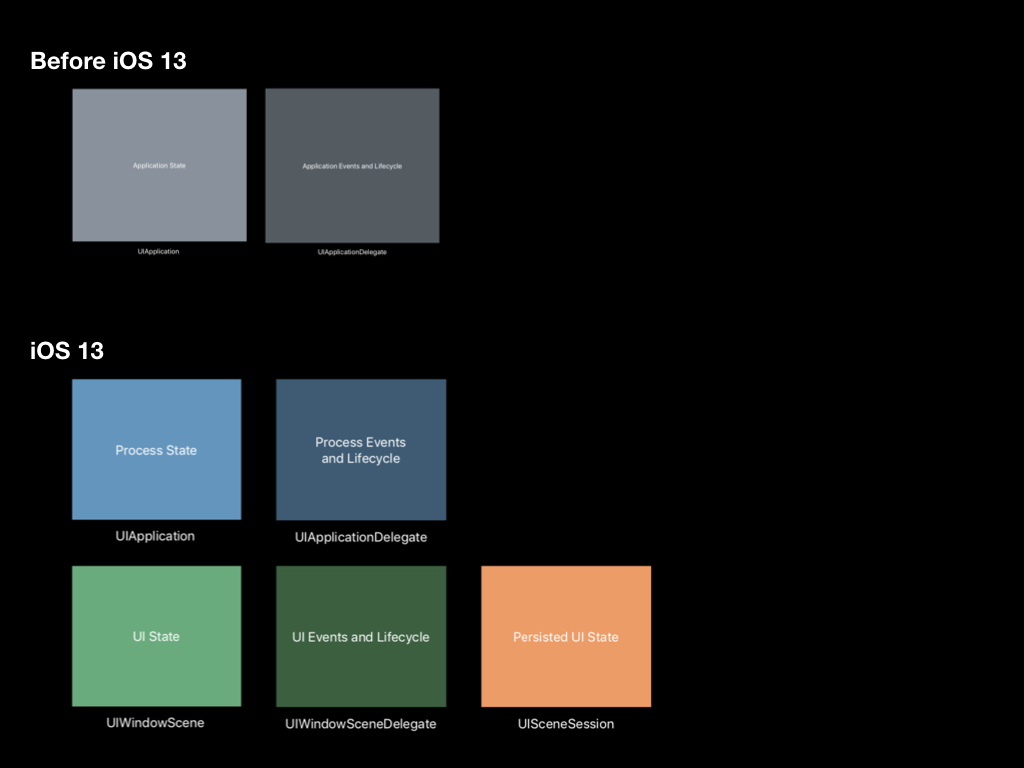 Before iOS 13
Application State
Application Events and Lifecycle
UIApplication
UIApplicationDelegate
iOS 13
Process State
Process Events
and Lifecycle
UIApplication
UIApplicationDelegate
UI State
UI Events and Lifecycle
Persisted UI State
UIWindowScene
UIWindowSceneDelegate
UISceneSession